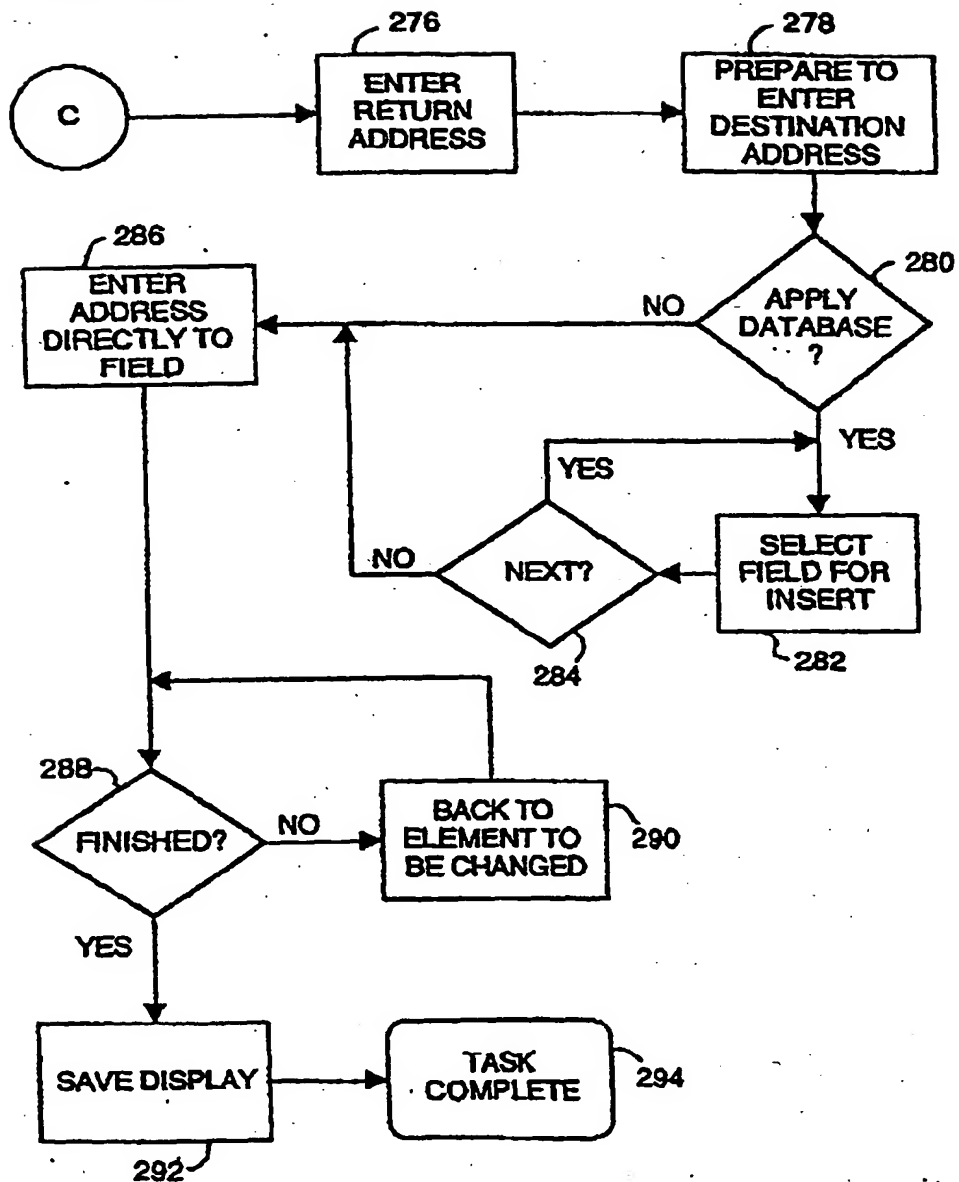 276
278
C
ENTER
RETURN
ADDRESS
PREPARE TO
ENTER
DESTINATION
ADDRESS
286
280
ENTER
ADDRESS
DIRECTLY TO
FIELD
NO
APPLY
DATABASE
?
YES
YES
NO
NEXT?
SELECT
FIELD FOR
INSERT
284
282
288
FINISHED?
NO
BACK TO
ELEMENT TO
BE CHANGED
290
YES
SAVE DISPLAY
TASK
COMPLETE
294
292